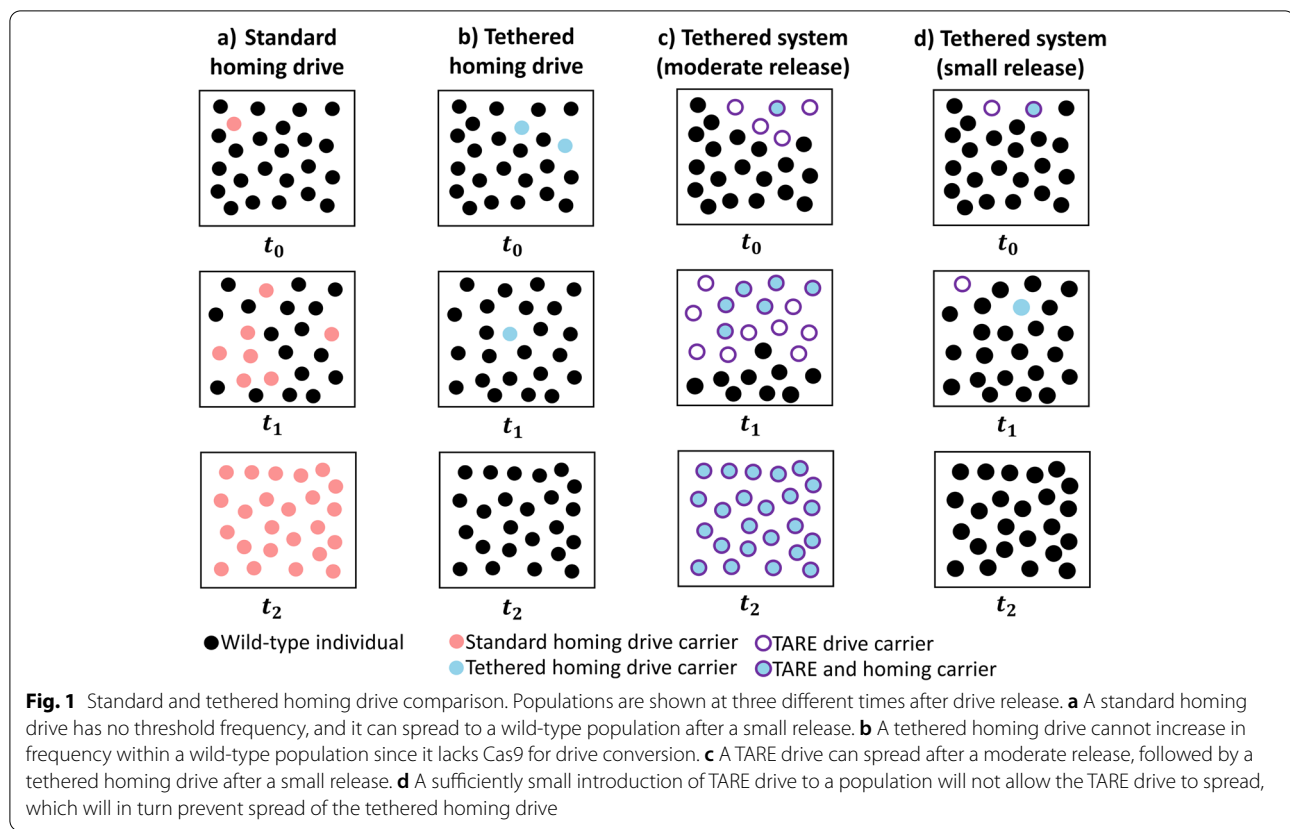 a) Standard homing drive
b) Tethered homing drive
c) Tethered system (moderate release)
d) Tethered system (small release)
t0 t0 t0 t0
t1 t1 t1 t1
t2 t2 t2 t2
Wild-type individual
Standard homing drive carrier
TARE drive carrier
Tethered homing drive carrier
TARE and homing carrier
Fig. 1 Standard and tethered homing drive comparison. Populations are shown at three different times after drive release. a A standard homing
drive has no threshold frequency, and it can spread to a wild-type population after a small release. b A tethered homing drive cannot increase in
frequency within a wild-type population since it lacks Cas9 for drive conversion. c A TARE drive can spread after a moderate release, followed by a
tethered homing drive after a small release. d A sufficiently small introduction of TARE drive to a population will not allow the TARE drive to spread,
which will in turn prevent spread of the tethered homing drive